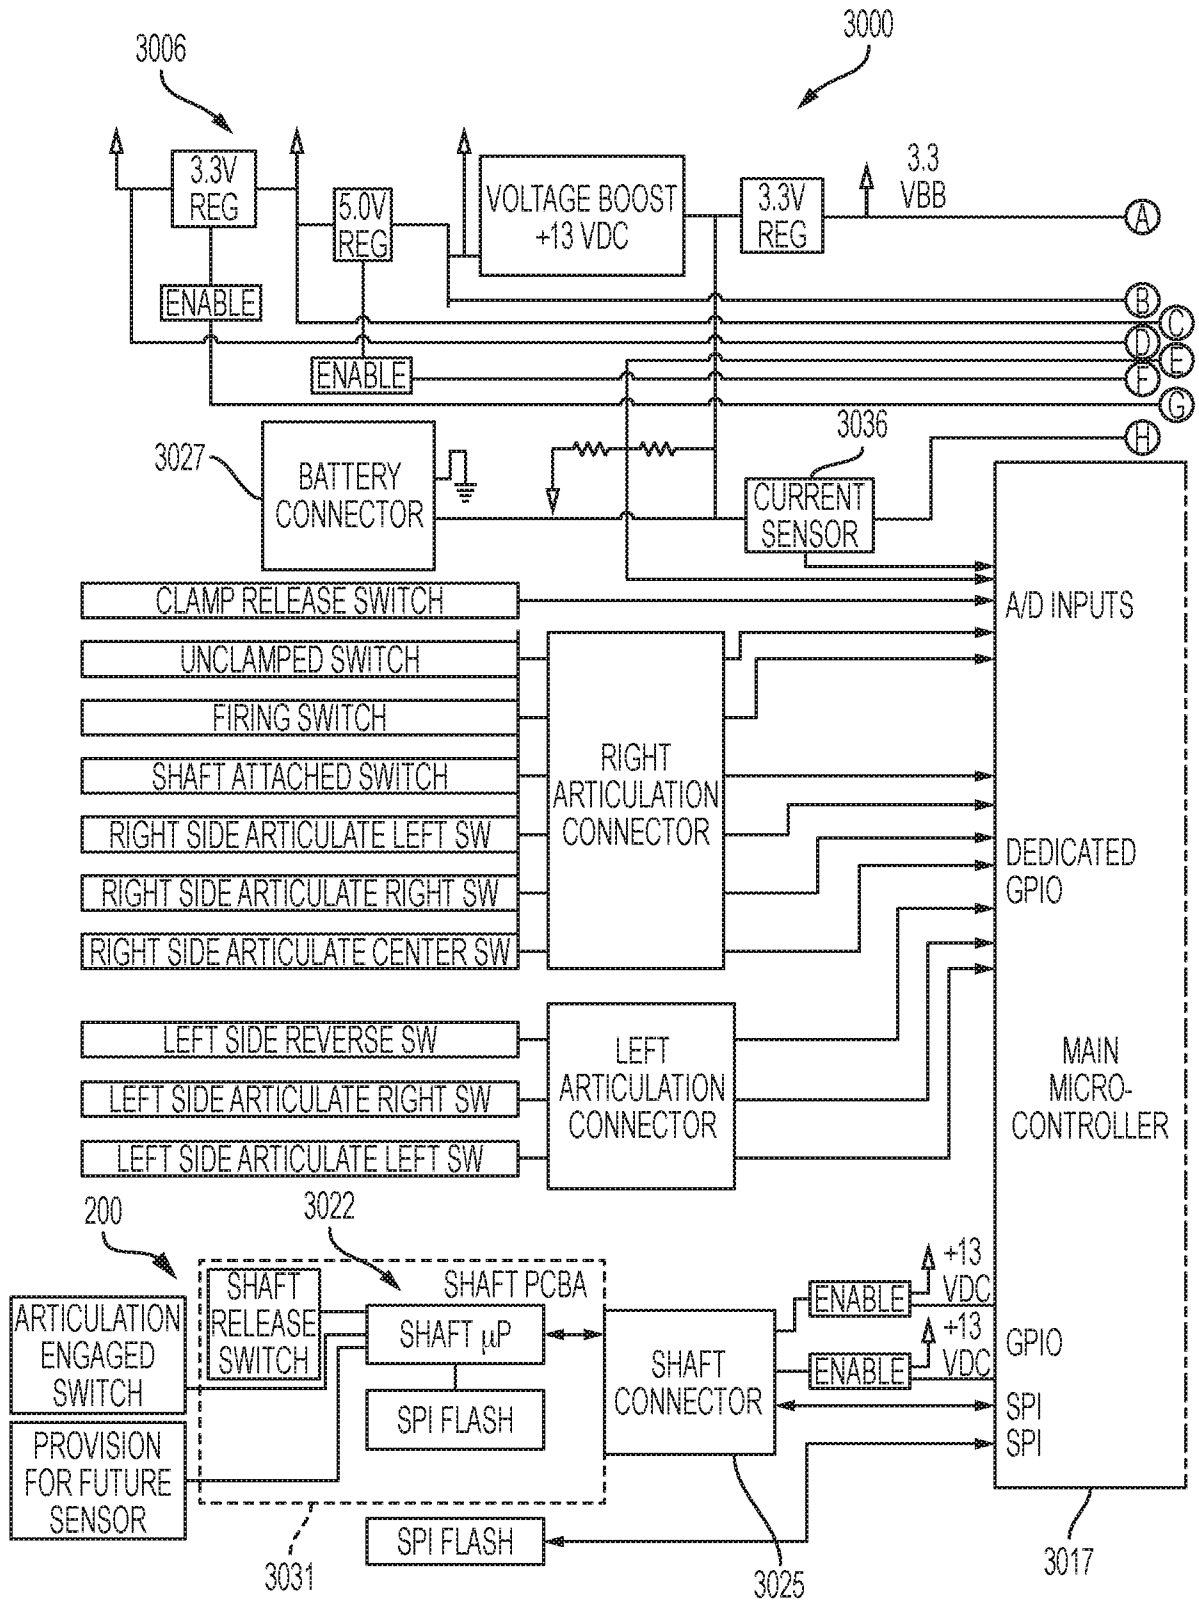 3006
3000
3.3V
REG
5.0V
REG
VOLTAGE BOOST
+13 VDC
3.3V
REG
3.3
VBB
A
ENABLE
B
C
D
E
ENABLE
F
G
3036
H
3027
BATTERY
CONNECTOR
CURRENT
SENSOR
CLAMP RELEASE SWITCH
A/D INPUTS
UNCLAMPED SWITCH
FIRING SWITCH
SHAFT ATTACHED SWITCH
RIGHT
ARTICULATION
CONNECTOR
RIGHT SIDE ARTICULATE LEFT SW
DEDICATED
GPIO
RIGHT SIDE ARTICULATE RIGHT SW
RIGHT SIDE ARTICULATE CENTER SW
LEFT SIDE REVERSE SW
LEFT
ARTICULATION
CONNECTOR
MAIN
MICRO-
CONTROLLER
LEFT SIDE ARTICULATE RIGHT SW
LEFT SIDE ARTICULATE LEFT SW
200
3022
SHAFT
RELEASE
SWITCH
SHAFT PCBA
+13
VDC
ENABLE
ARTICULATION
ENGAGED
SWITCH
SHAFT µP
+13
VDC
ENABLE
GPIO
SHAFT
CONNECTOR
SPI FLASH
SPI
SPI
PROVISION
FOR FUTURE
SENSOR
SPI FLASH
3031
3025
3017